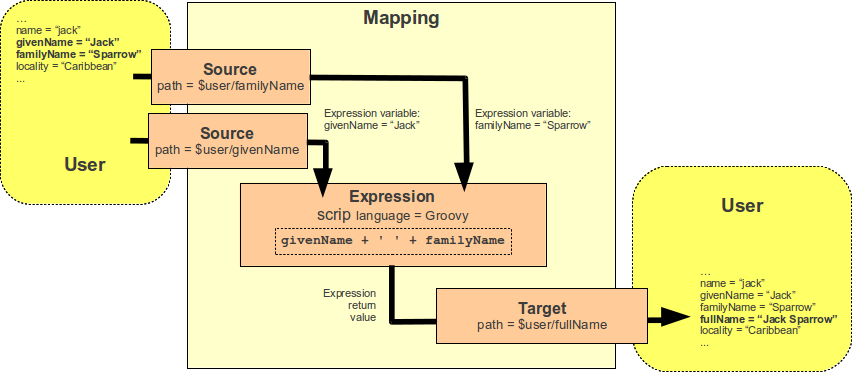 Mapping
…
name = “jack”
givenName = “Jack”
familyName = “Sparrow”
locality = “Caribbean”
...
User
Source
path = $user/familyName
Source
path = $user/givenName
Expression variable:
givenName = “Jack”
Expression variable:
familyName = “Sparrow”
Expression
scrip language = Groovy
givenName + ' ' + familyName
Expression
return
value
Target
path = $user/fullName
User
…
name = “jack”
givenName = “Jack”
familyName = “Sparrow”
fullName = “Jack Sparrow”
locality = “Caribbean”
...